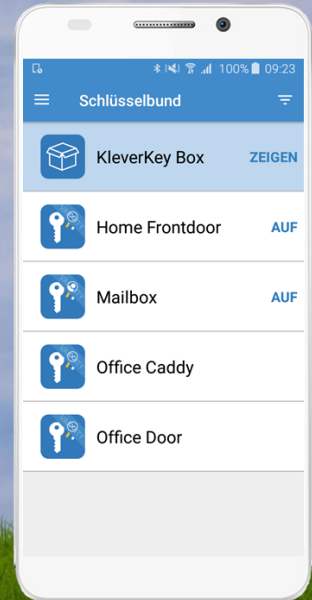 100% 09:23
Schlüsselbund
KleverKey Box ZEIGEN
Home Frontdoor AUF
Mailbox AUF
Office Caddy
Office Door